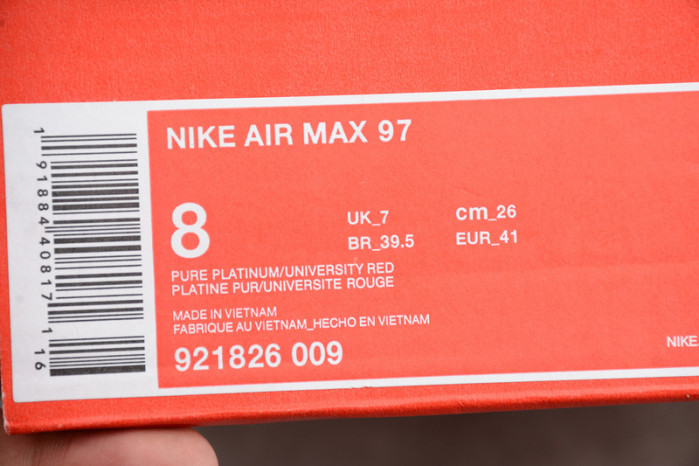 NIKE AIR MAX 97
8
UK_7 cm_26
BR_39.5 EUR_41
PURE PLATINUM/UNIVERSITY RED
PLATINE PUR/UNIVERSITE ROUGE
MADE IN VIETNAM
FABRIQUE AU VIETNAM_HECHO EN VIETNAM
921826 009
NIKE.
1 91884 40817 1 16